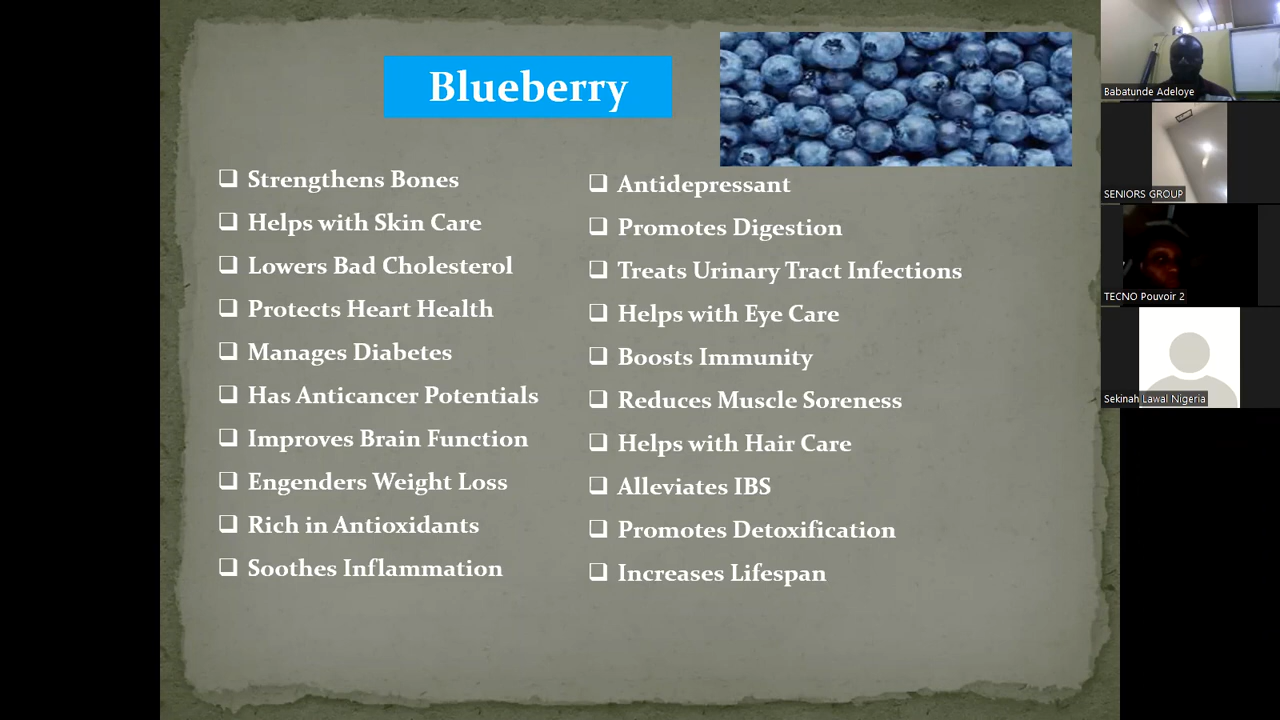 Blueberry
Strengthens Bones
Helps with Skin Care
Lowers Bad Cholesterol
Protects Heart Health
Manages Diabetes
Has Anticancer Potentials
Improves Brain Function
Engenders Weight Loss
Rich in Antioxidants
Soothes Inflammation
Antidepressant
Promotes Digestion
Treats Urinary Tract Infections
Helps with Eye Care
Boosts Immunity
Reduces Muscle Soreness
Helps with Hair Care
Alleviates IBS
Promotes Detoxification
Increases Lifespan
Babatunde Adeloye
SENIORS GROUP
TECNO Pouvoir 2
Sekinah Lawal Nigeria